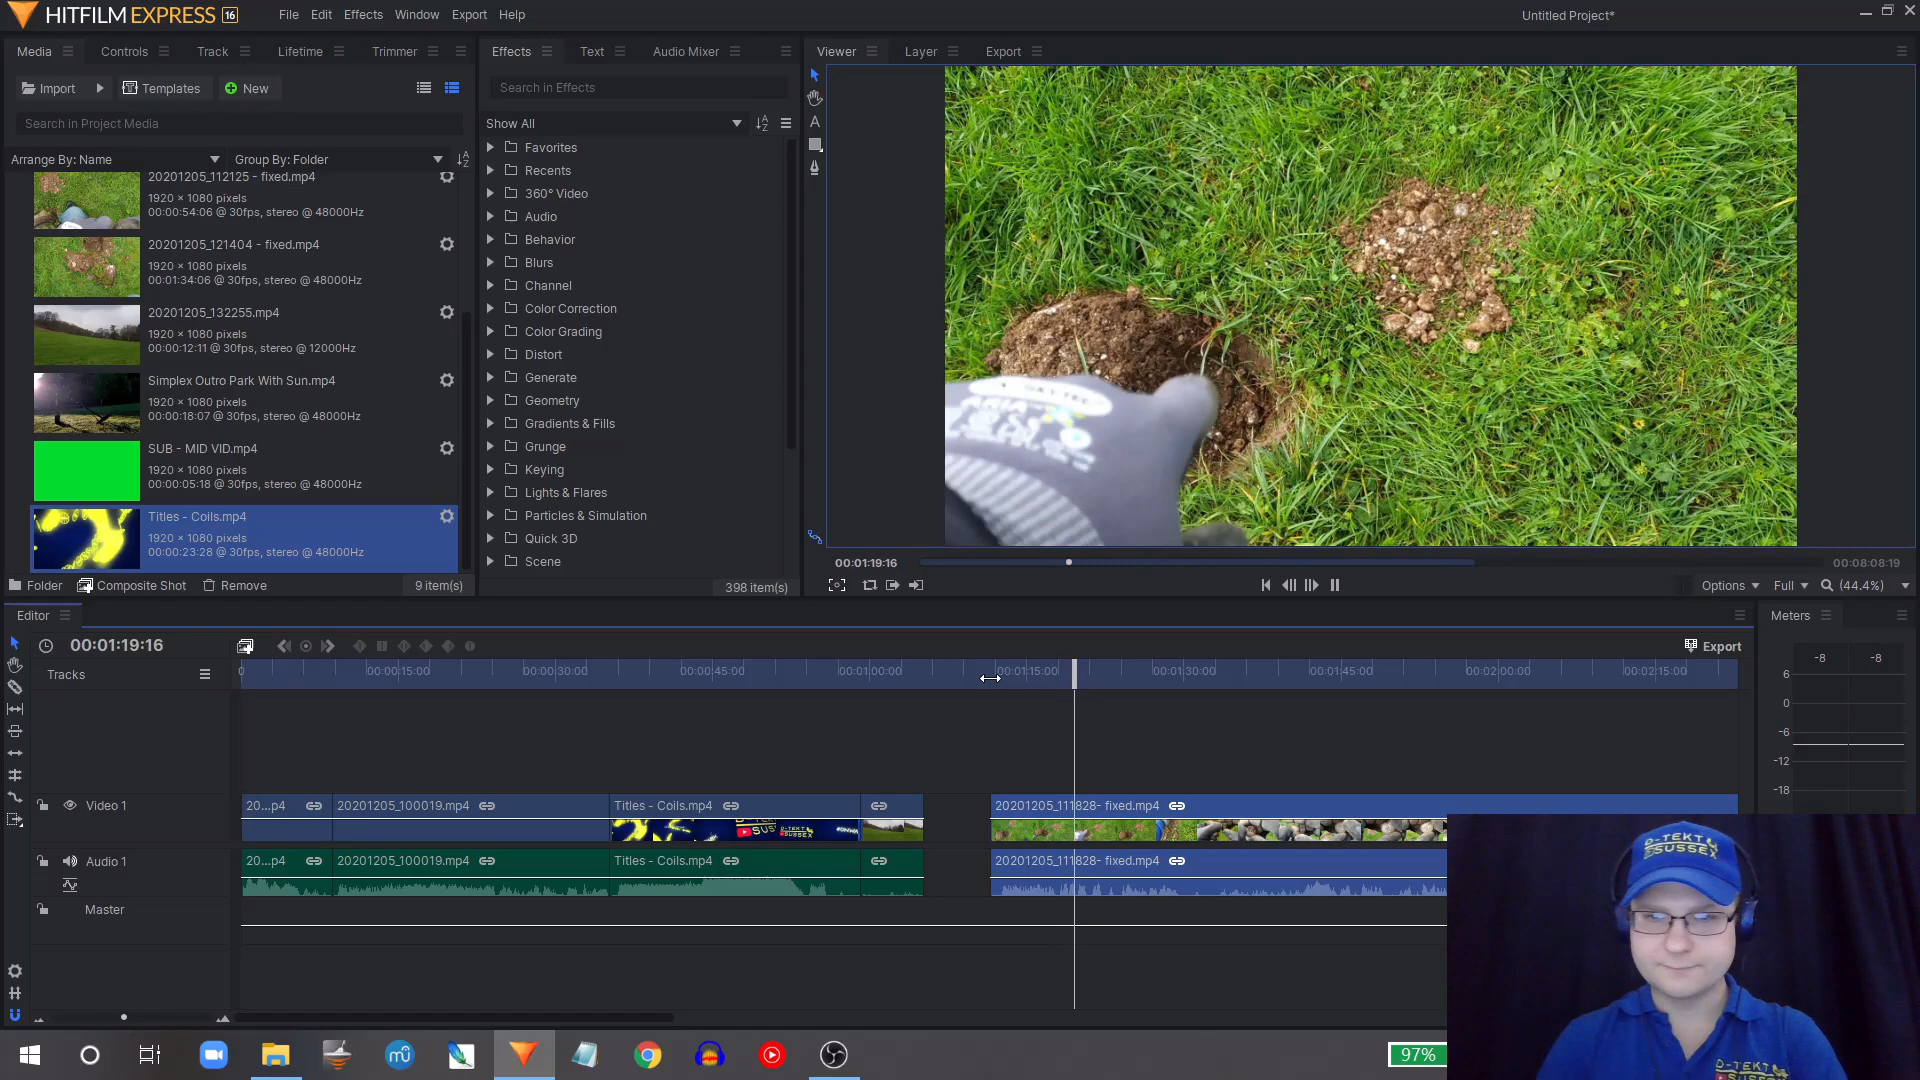 HITFILM EXPRESS 16
File Edit Effects Window Export Help
Untitled Project*
Media Controls Track Lifetime Trimmer
Effects Text Audio Mixer
Viewer Layer Export
Import Templates New
Search in Effects
Search in Project Media
Show All
Arrange By: Name Group By: Folder
20201205_112125 - fixed.mp4
1920 × 1080 pixels
00:00:54:06 @ 30fps, stereo @ 48000Hz
20201205_121404 - fixed.mp4
1920 × 1080 pixels
00:01:34:06 @ 30fps, stereo @ 48000Hz
20201205_132255.mp4
1920 × 1080 pixels
00:00:12:11 @ 30fps, stereo @ 12000Hz
Simplex Outro Park With Sun.mp4
1920 × 1080 pixels
00:00:18:07 @ 30fps, stereo @ 48000Hz
SUB - MID VID.mp4
1920 × 1080 pixels
00:00:05:18 @ 30fps, stereo @ 48000Hz
Titles - Coils.mp4
1920 × 1080 pixels
00:00:23:28 @ 30fps, stereo @ 48000Hz
Folder Composite Shot Remove 9 item(s)
Favorites
Recents
360° Video
Audio
Behavior
Blurs
Channel
Color Correction
Color Grading
Distort
Generate
Geometry
Gradients & Fills
Grunge
Keying
Lights & Flares
Particles & Simulation
Quick 3D
Scene
398 item(s)
00:01:19:16 00:08:08:19
Options Full (44.4%)
Editor
00:01:19:16
Export
Tracks
0 00:00:15:00 00:00:30:00 00:00:45:00 00:01:00:00 00:01:15:00 00:01:30:00 00:01:45:00 00:02:00:00 00:02:15:00
Video 1
20...p4 20201205_100019.mp4 Titles - Coils.mp4 20201205_111828- fixed.mp4
Audio 1
20...p4 20201205_100019.mp4 Titles - Coils.mp4 20201205_111828- fixed.mp4
Master
Meters
-8 -8
6
0
-6
-12
-18
D-TEKT
SUSSEX
D-TEKT
97%